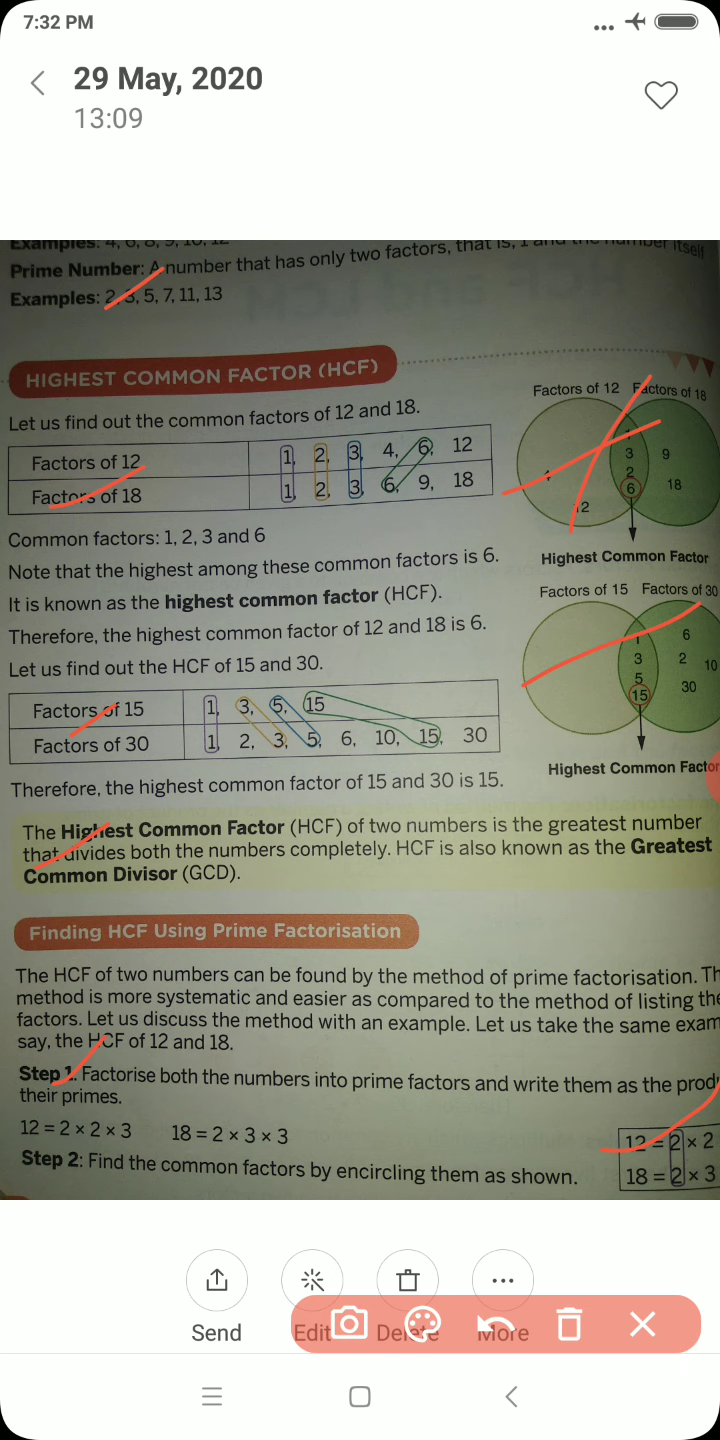 7:32 PM
29 May, 2020
13:09
Examples: 4, 6, 8, 9, 10, 12
Prime Number: A number that has only two factors, that is, 1 and the number itself
Examples: 2, 3, 5, 7, 11, 13
HIGHEST COMMON FACTOR (HCF)
Let us find out the common factors of 12 and 18.
Factors of 12 1, 2, 3, 4, 6, 12
Factors of 18 1, 2, 3, 6, 9, 18
Factors of 12 Factors of 18
1
3 9
2
6 18
12
Highest Common Factor
Common factors: 1, 2, 3 and 6
Note that the highest among these common factors is 6.
It is known as the highest common factor (HCF).
Therefore, the highest common factor of 12 and 18 is 6.
Let us find out the HCF of 15 and 30.
Factors of 15 1, 3, 5, 15
Factors of 30 1, 2, 3, 5, 6, 10, 15, 30
Factors of 15 Factors of 30
1 6
3 2 10
5
15 30
Highest Common Factor
Therefore, the highest common factor of 15 and 30 is 15.
The Highest Common Factor (HCF) of two numbers is the greatest number
that divides both the numbers completely. HCF is also known as the Greatest
Common Divisor (GCD).
Finding HCF Using Prime Factorisation
The HCF of two numbers can be found by the method of prime factorisation. Th
method is more systematic and easier as compared to the method of listing the
factors. Let us discuss the method with an example. Let us take the same exam
say, the HCF of 12 and 18.
Step 1: Factorise both the numbers into prime factors and write them as the prod
their primes.
12 = 2 × 2 × 3 18 = 2 × 3 × 3
Step 2: Find the common factors by encircling them as shown.
12 = 2 × 2
18 = 2 × 3
Send Edit Delete More